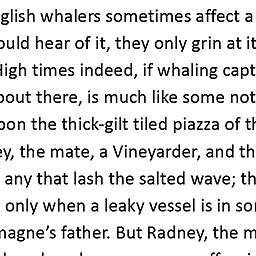 glish whalers sometimes affect a
ould hear of it, they only grin at it
High times indeed, if whaling capt
bout there, is much like some not
pon the thick-gilt tiled piazza of th
ey, the mate, a Vineyarder, and th
any that lash the salted wave; th
only when a leaky vessel is in so
magne’s father. But Radney, the m